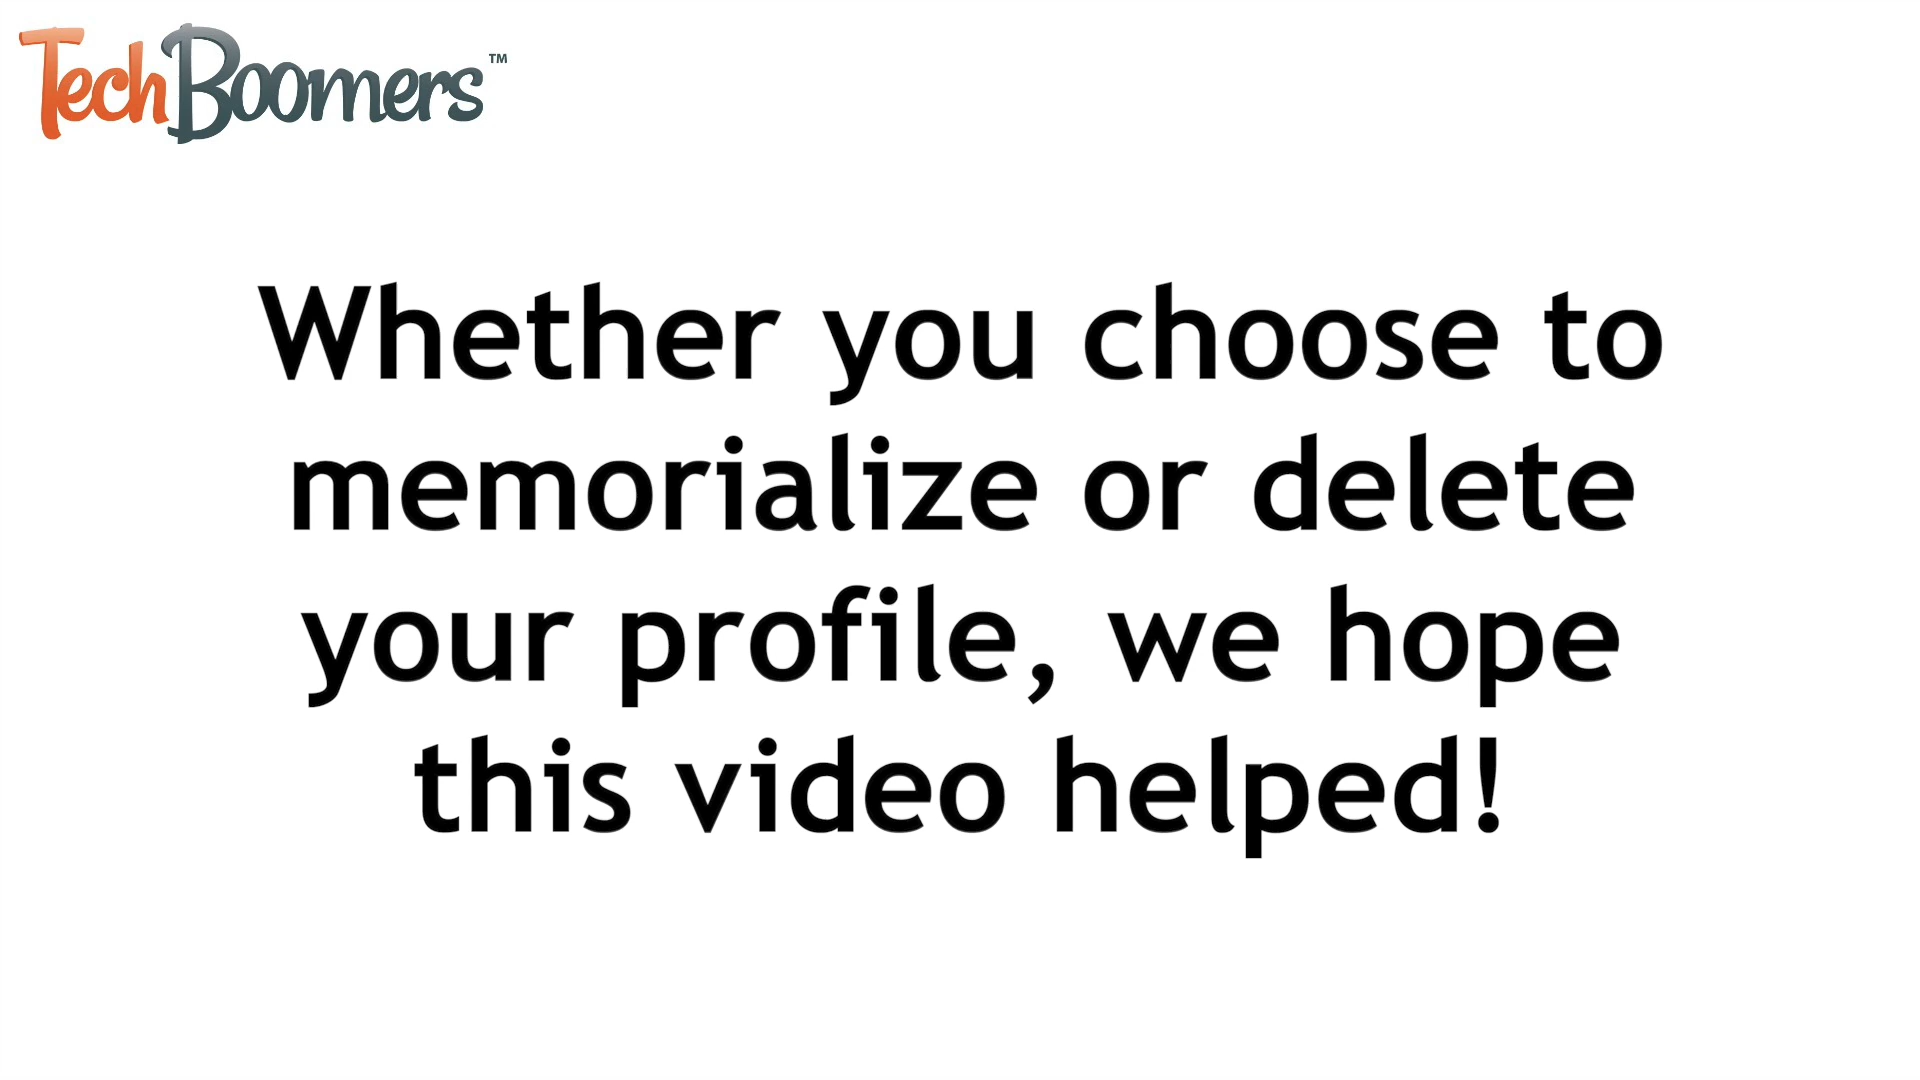 TechBoomers™
Whether you choose to
memorialize or delete
your profile, we hope
this video helped!